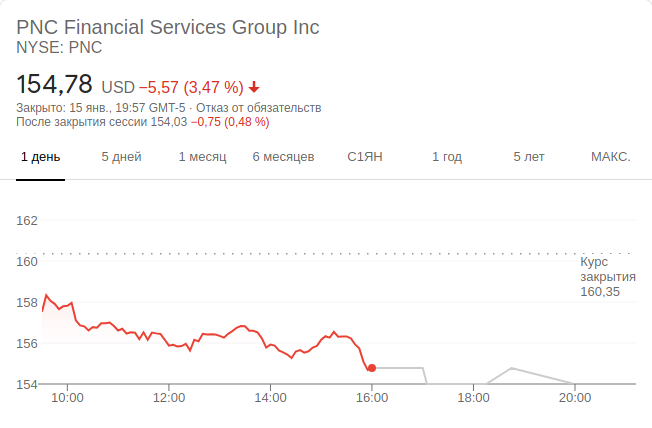 PNC Financial Services Group Inc
NYSE: PNC
154,78 USD −5,57 (3,47 %)
Закрыто: 15 янв., 19:57 GMT-5 · Отказ от обязательств
После закрытия сессии 154,03 −0,75 (0,48 %)
1 день 5 дней 1 месяц 6 месяцев С1ЯН 1 год 5 лет МАКС.
162
160
158
156
154
Курс
закрытия
160,35
10:00 12:00 14:00 16:00 18:00 20:00